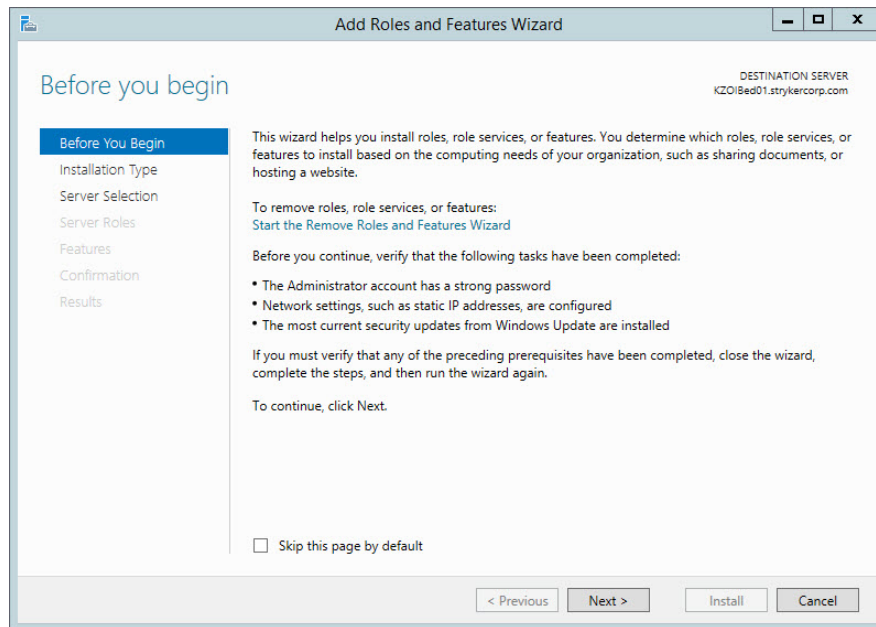 Add Roles and Features Wizard
Before you begin
DESTINATION SERVER
KZOIBed01.strykercorp.com
Before You Begin
Installation Type
Server Selection
Server Roles
Features
Confirmation
Results
This wizard helps you install roles, role services, or features. You determine which roles, role services, or
features to install based on the computing needs of your organization, such as sharing documents, or
hosting a website.
To remove roles, role services, or features:
Start the Remove Roles and Features Wizard
Before you continue, verify that the following tasks have been completed:
• The Administrator account has a strong password
• Network settings, such as static IP addresses, are configured
• The most current security updates from Windows Update are installed
If you must verify that any of the preceding prerequisites have been completed, close the wizard,
complete the steps, and then run the wizard again.
To continue, click Next.
Skip this page by default
< Previous
Next >
Install
Cancel